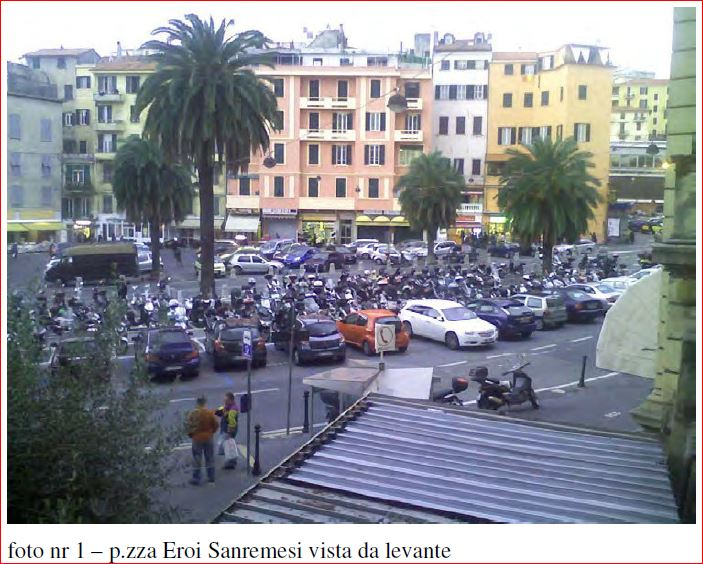 foto nr 1 – p.zza Eroi Sanremesi vista da levante